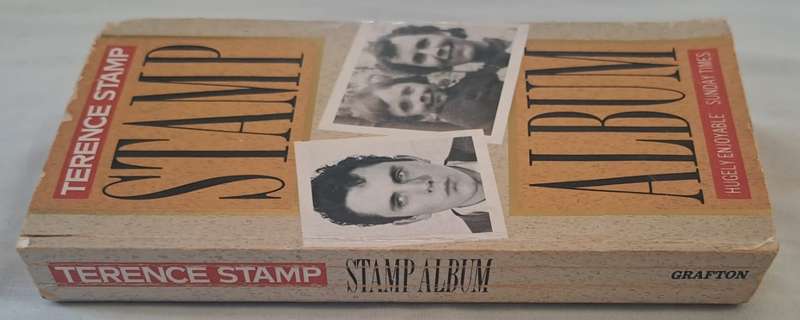 TERENCE STAMP
STAMP
ALBUM
HUGELY ENJOYABLE SUNDAY TIMES
TERENCE STAMP STAMP ALBUM GRAFTON